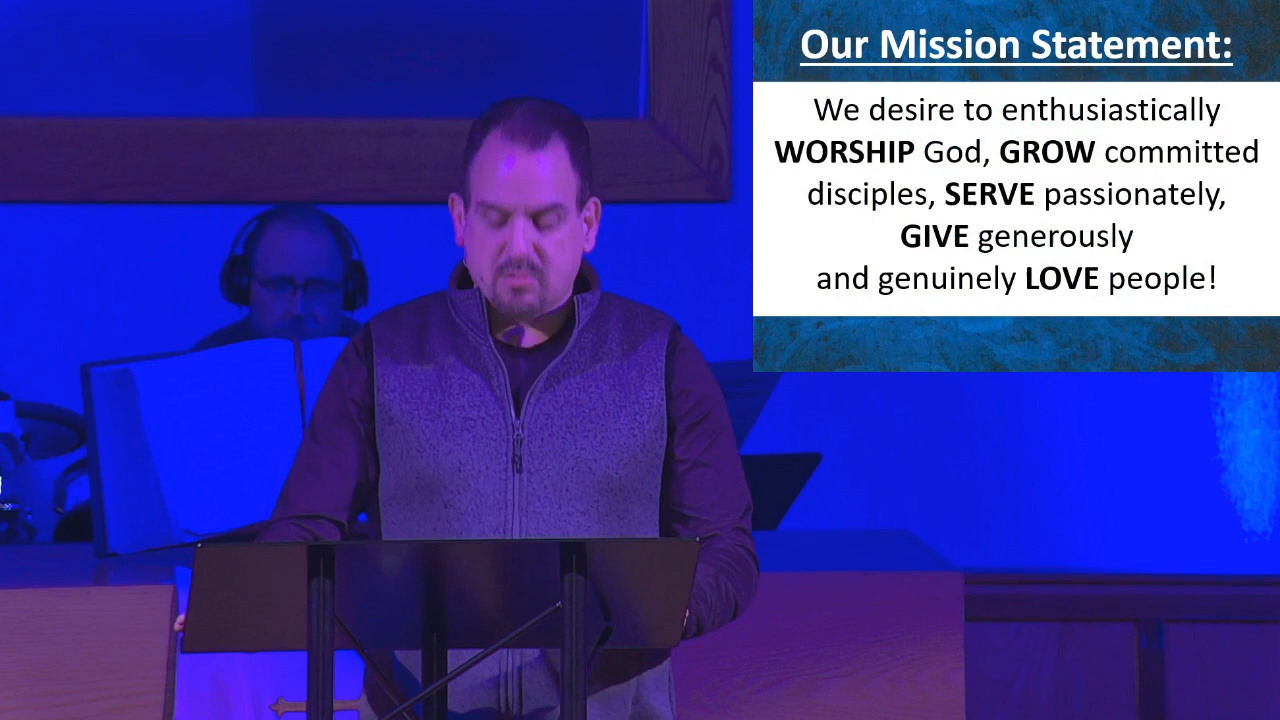 Our Mission Statement:
We desire to enthusiastically
WORSHIP God, GROW committed
disciples, SERVE passionately,
GIVE generously
and genuinely LOVE people!